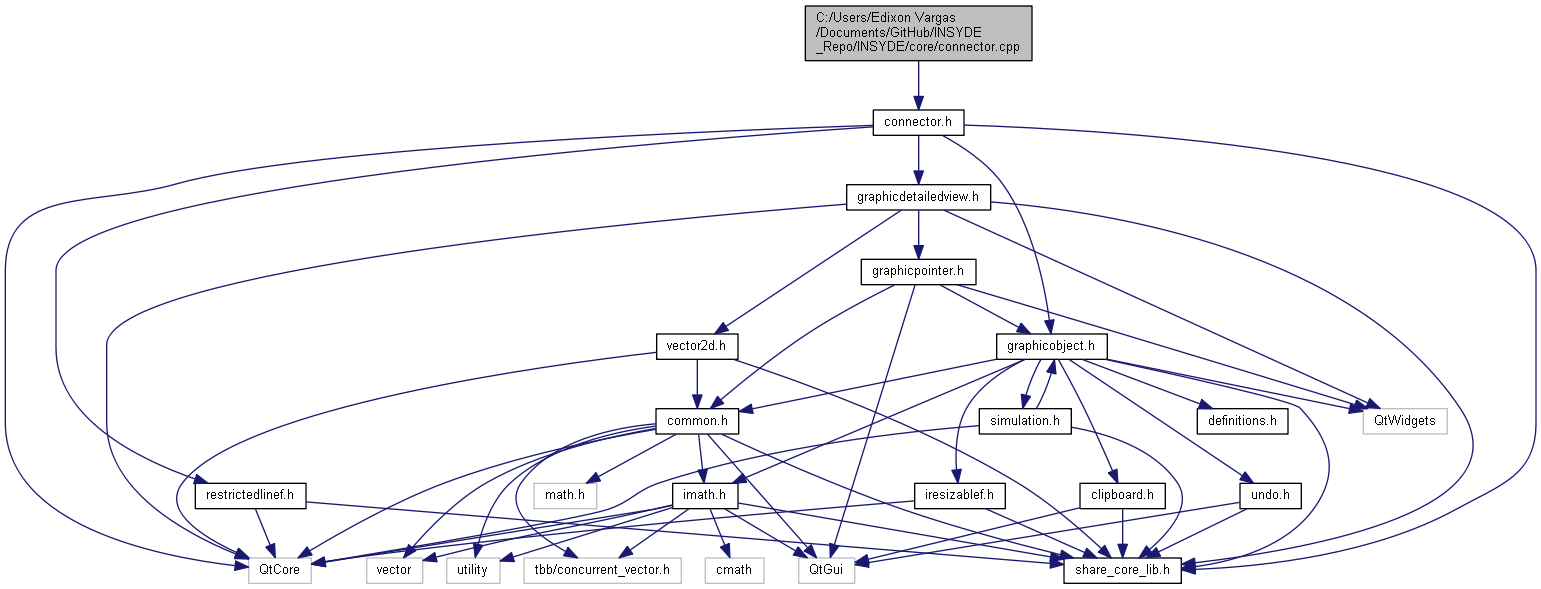 C:/Users/Edixon Vargas
/Documents/GitHub/INSYDE
_Repo/INSYDE/core/connector.cpp
connector.h
graphicdetailedview.h
graphicpointer.h
vector2d.h
graphicobject.h
common.h
simulation.h
definitions.h
QtWidgets
restrictedlinef.h
math.h
imath.h
iresizablef.h
clipboard.h
undo.h
QtCore
vector
utility
tbb/concurrent_vector.h
cmath
QtGui
share_core_lib.h